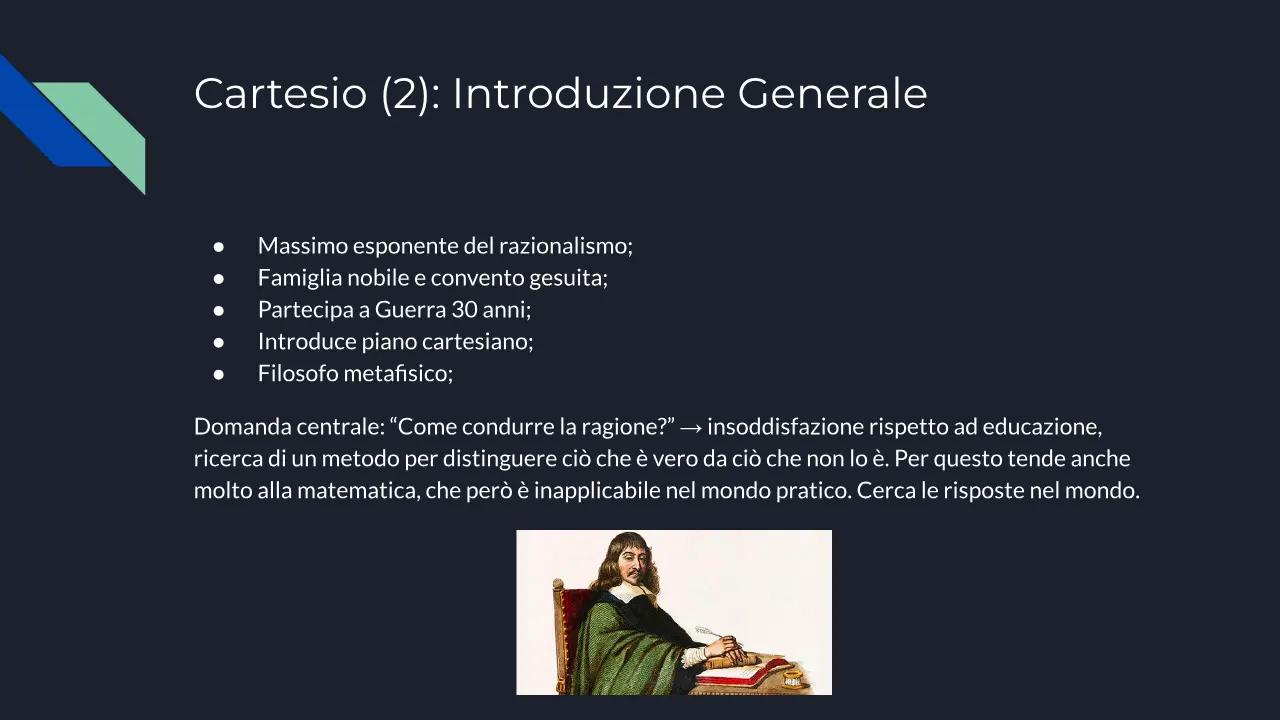 Cartesio (2): Introduzione Generale
● Massimo esponente del razionalismo;
● Famiglia nobile e convento gesuita;
● Partecipa a Guerra 30 anni;
● Introduce piano cartesiano;
● Filosofo metafisico;
Domanda centrale: “Come condurre la ragione?” → insoddisfazione rispetto ad educazione,
ricerca di un metodo per distinguere ciò che è vero da ciò che non lo è. Per questo tende anche
molto alla matematica, che però è inapplicabile nel mondo pratico. Cerca le risposte nel mondo.